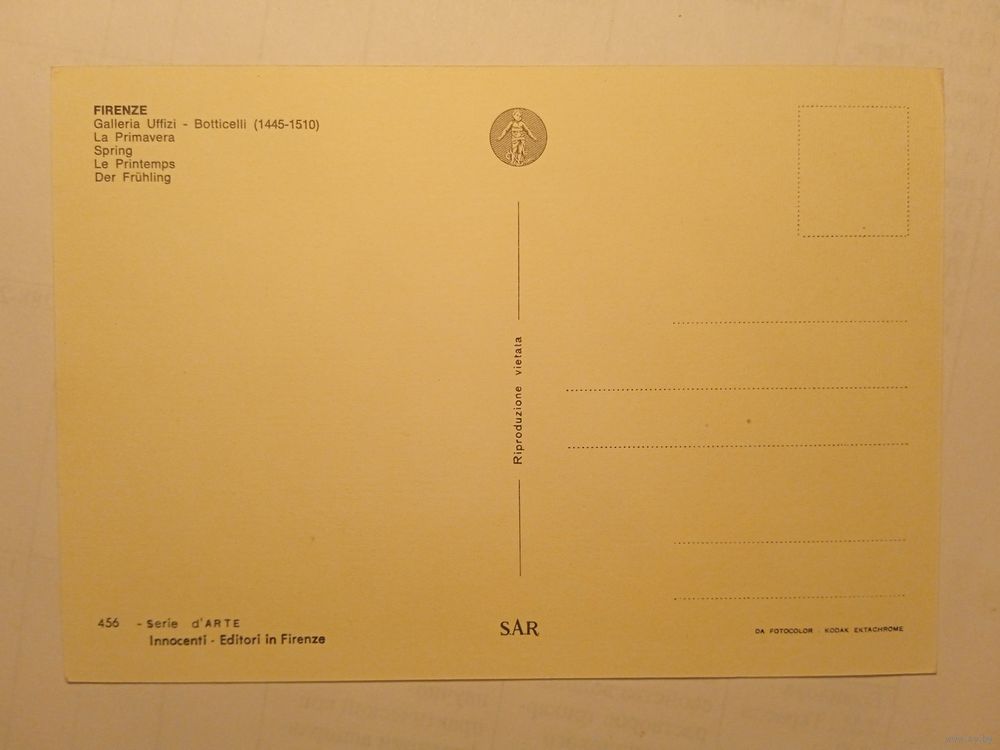 FIRENZE
Galleria Uffizi - Botticelli (1445-1510)
La Primavera
Spring
Le Printemps
Der Frühling
Riproduzione vietata
456 - Serie d'ARTE
Innocenti - Editori in Firenze
SAR
DA FOTOCOLOR - KODAK EKTACHROME